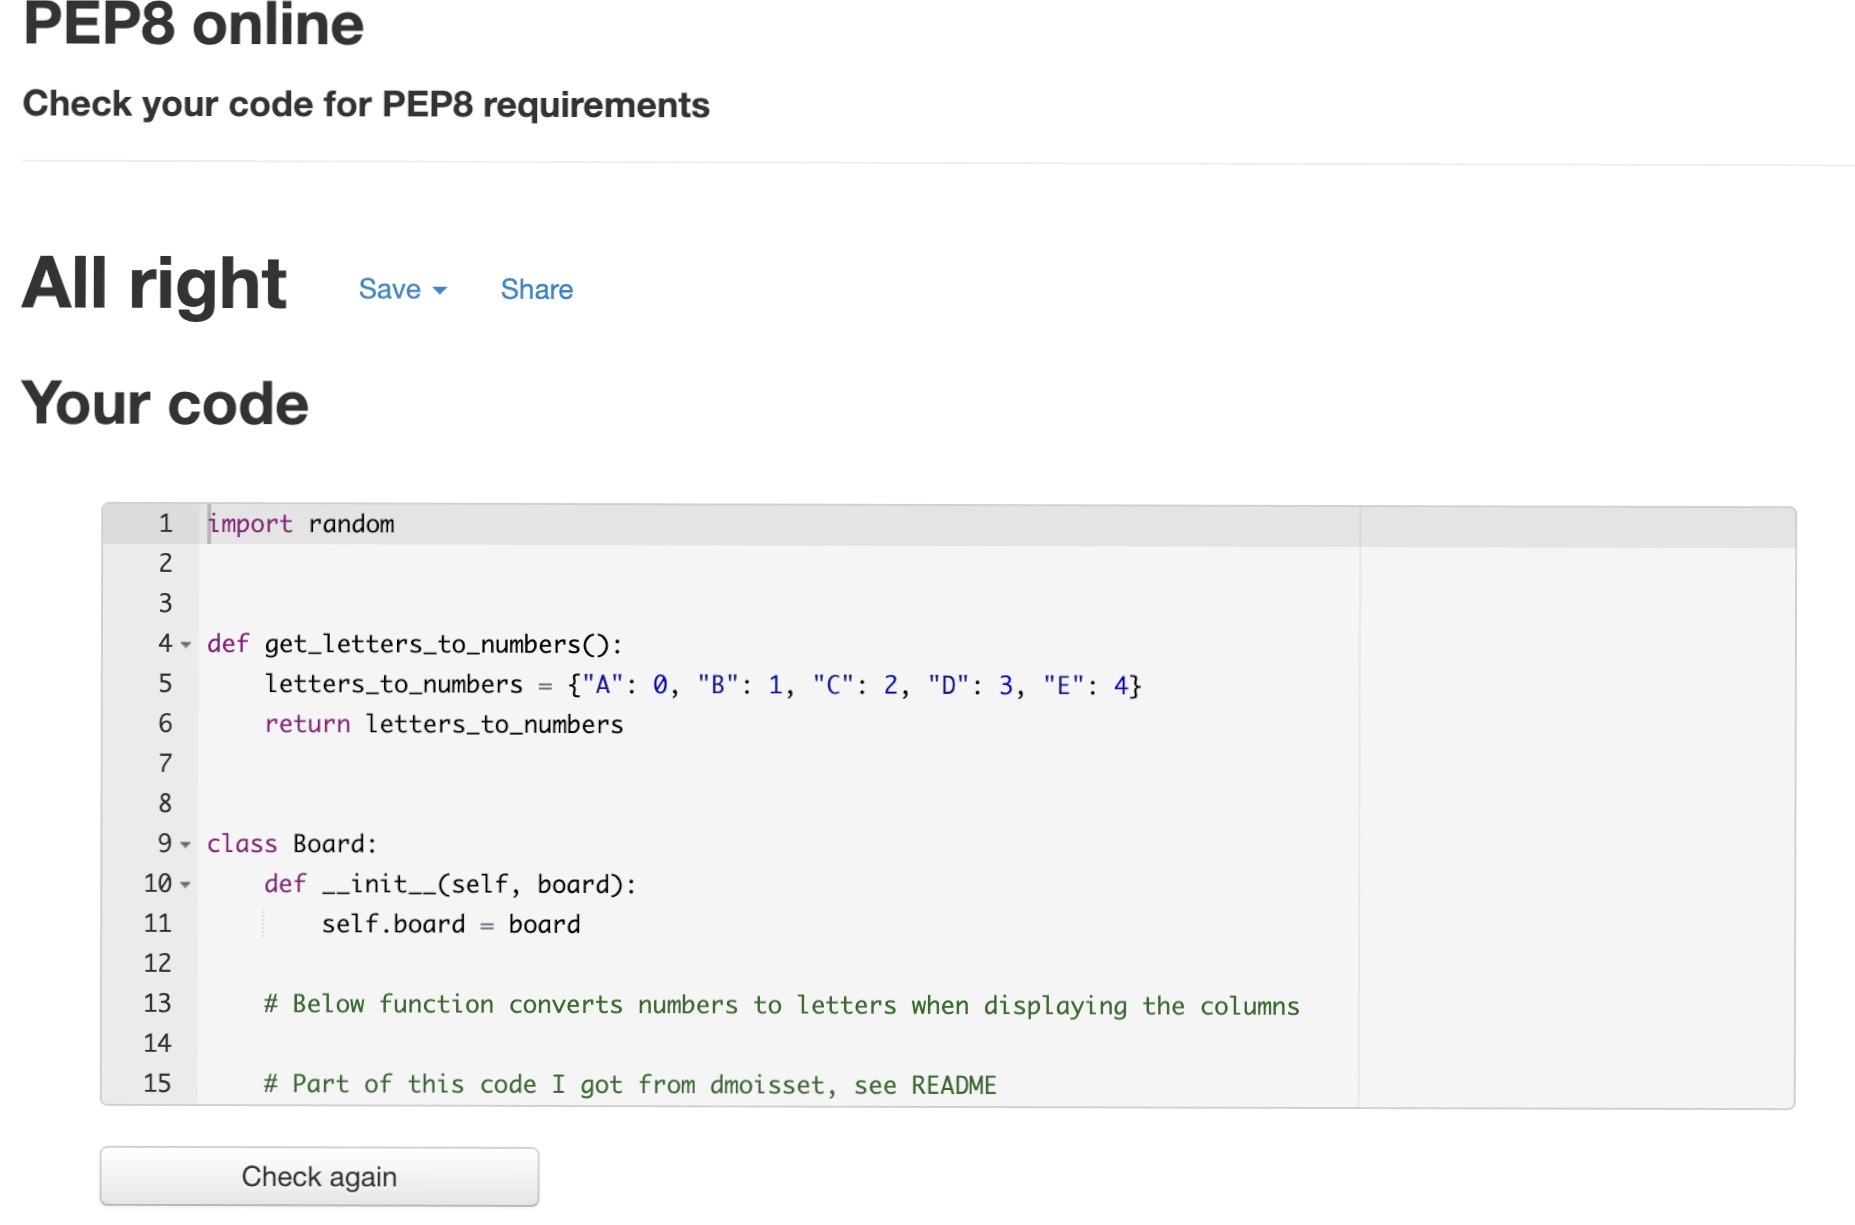 PEP8 online
Check your code for PEP8 requirements
All right Save Share
Your code
1 import random
2
3
4 def get_letters_to_numbers():
5 letters_to_numbers = {"A": 0, "B": 1, "C": 2, "D": 3, "E": 4}
6 return letters_to_numbers
7
8
9 class Board:
10 def __init__(self, board):
11 self.board = board
12
13 # Below function converts numbers to letters when displaying the columns
14
15 # Part of this code I got from dmoisset, see README
Check again